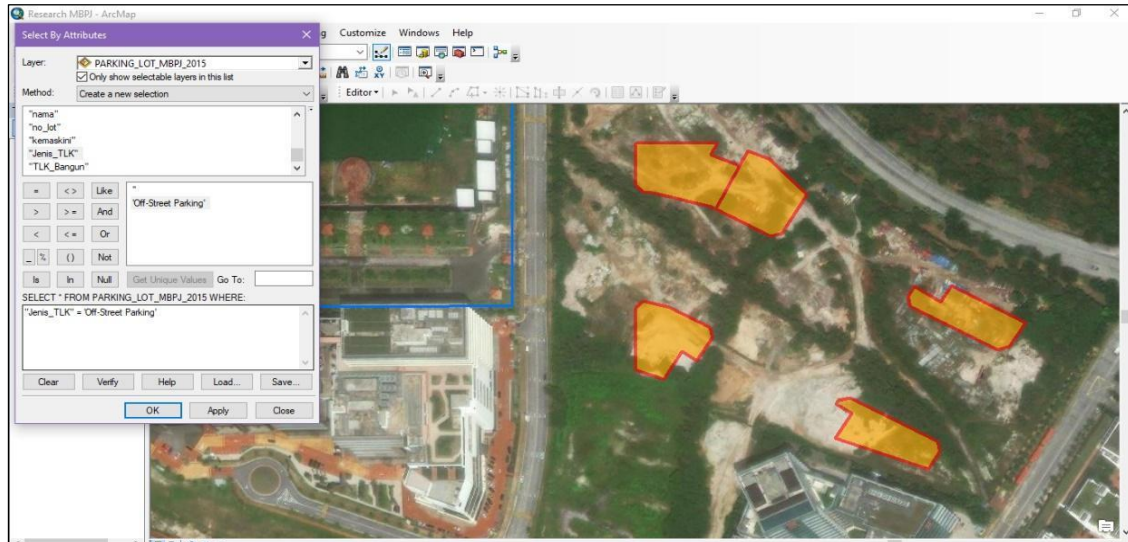 Research MBPJ - ArcMap
Select By Attributes
g Customize Windows Help
Layer: PARKING_LOT_MBPJ_2015
Only show selectable layers in this list
Method: Create a new selection
Editor
"nama"
"no_lot"
"kemaskini"
"Jenis_TLK"
"TLK_Bangun"
= < > Like
> > = And
< < = Or
_ % ( ) Not
Is In Null
''
'Off-Street Parking'
Get Unique Values Go To:
SELECT * FROM PARKING_LOT_MBPJ_2015 WHERE:
"Jenis_TLK" = 'Off-Street Parking'
Clear Verify Help Load... Save...
OK Apply Close